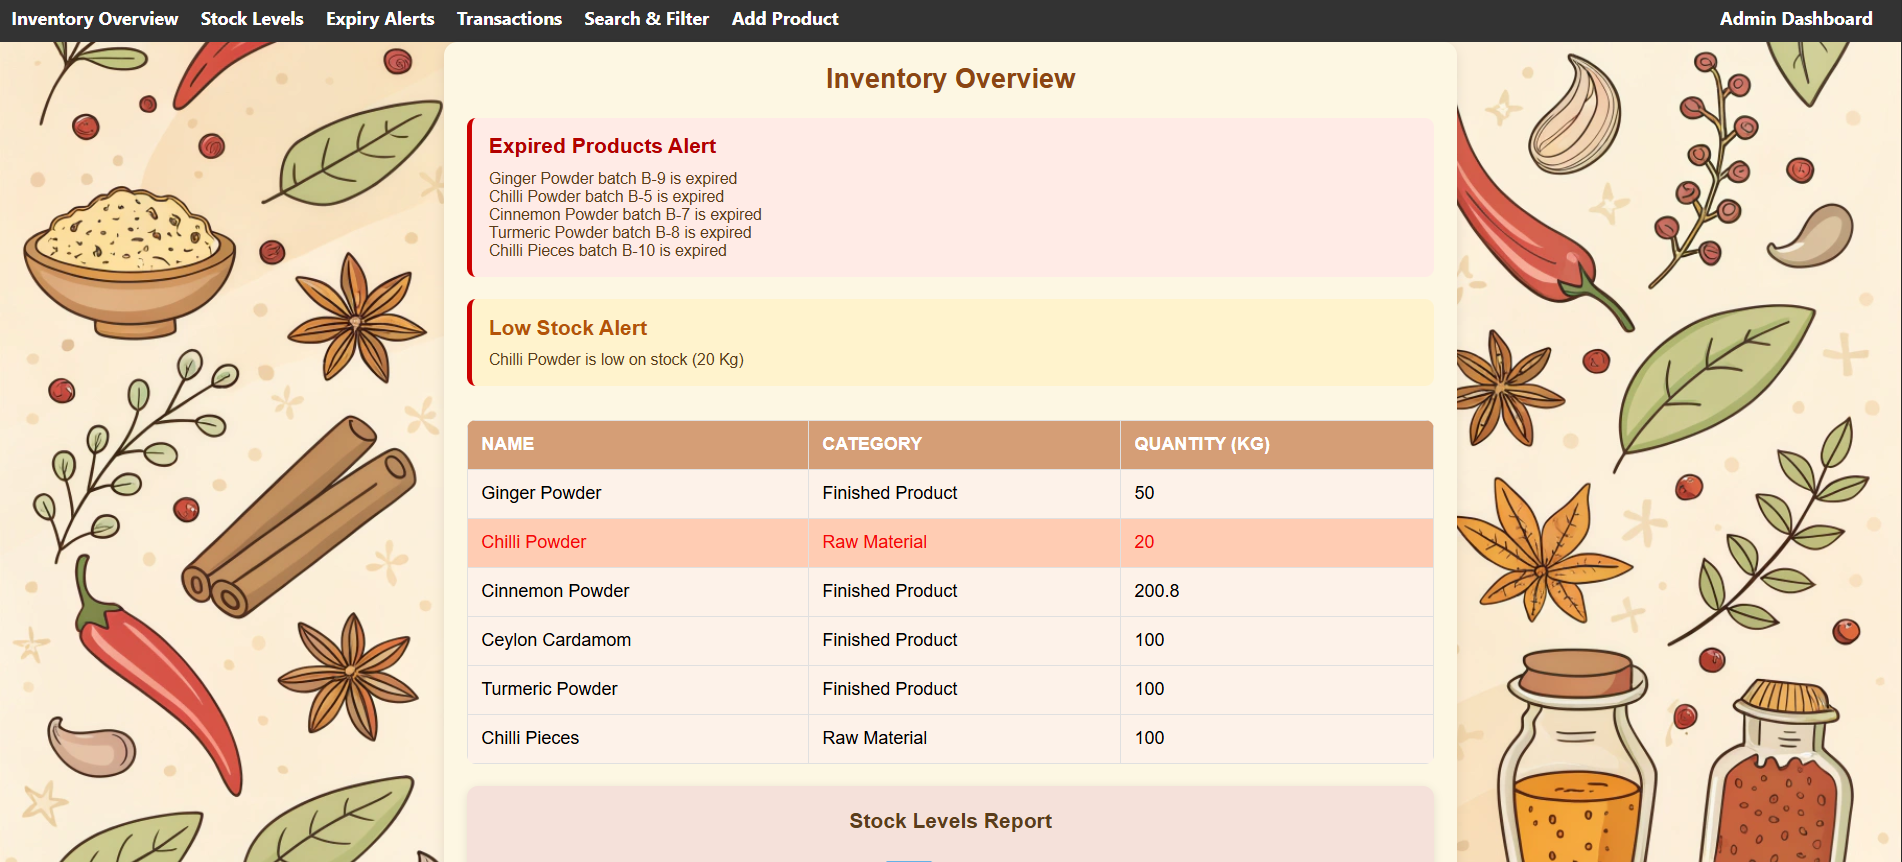 Inventory Overview Stock Levels Expiry Alerts Transactions Search & Filter Add Product Admin Dashboard
Inventory Overview
Expired Products Alert
Ginger Powder batch B-9 is expired
Chilli Powder batch B-5 is expired
Cinnemon Powder batch B-7 is expired
Turmeric Powder batch B-8 is expired
Chilli Pieces batch B-10 is expired
Low Stock Alert
Chilli Powder is low on stock (20 Kg)
NAME CATEGORY QUANTITY (KG)
Ginger Powder Finished Product 50
Chilli Powder Raw Material 20
Cinnemon Powder Finished Product 200.8
Ceylon Cardamom Finished Product 100
Turmeric Powder Finished Product 100
Chilli Pieces Raw Material 100
Stock Levels Report